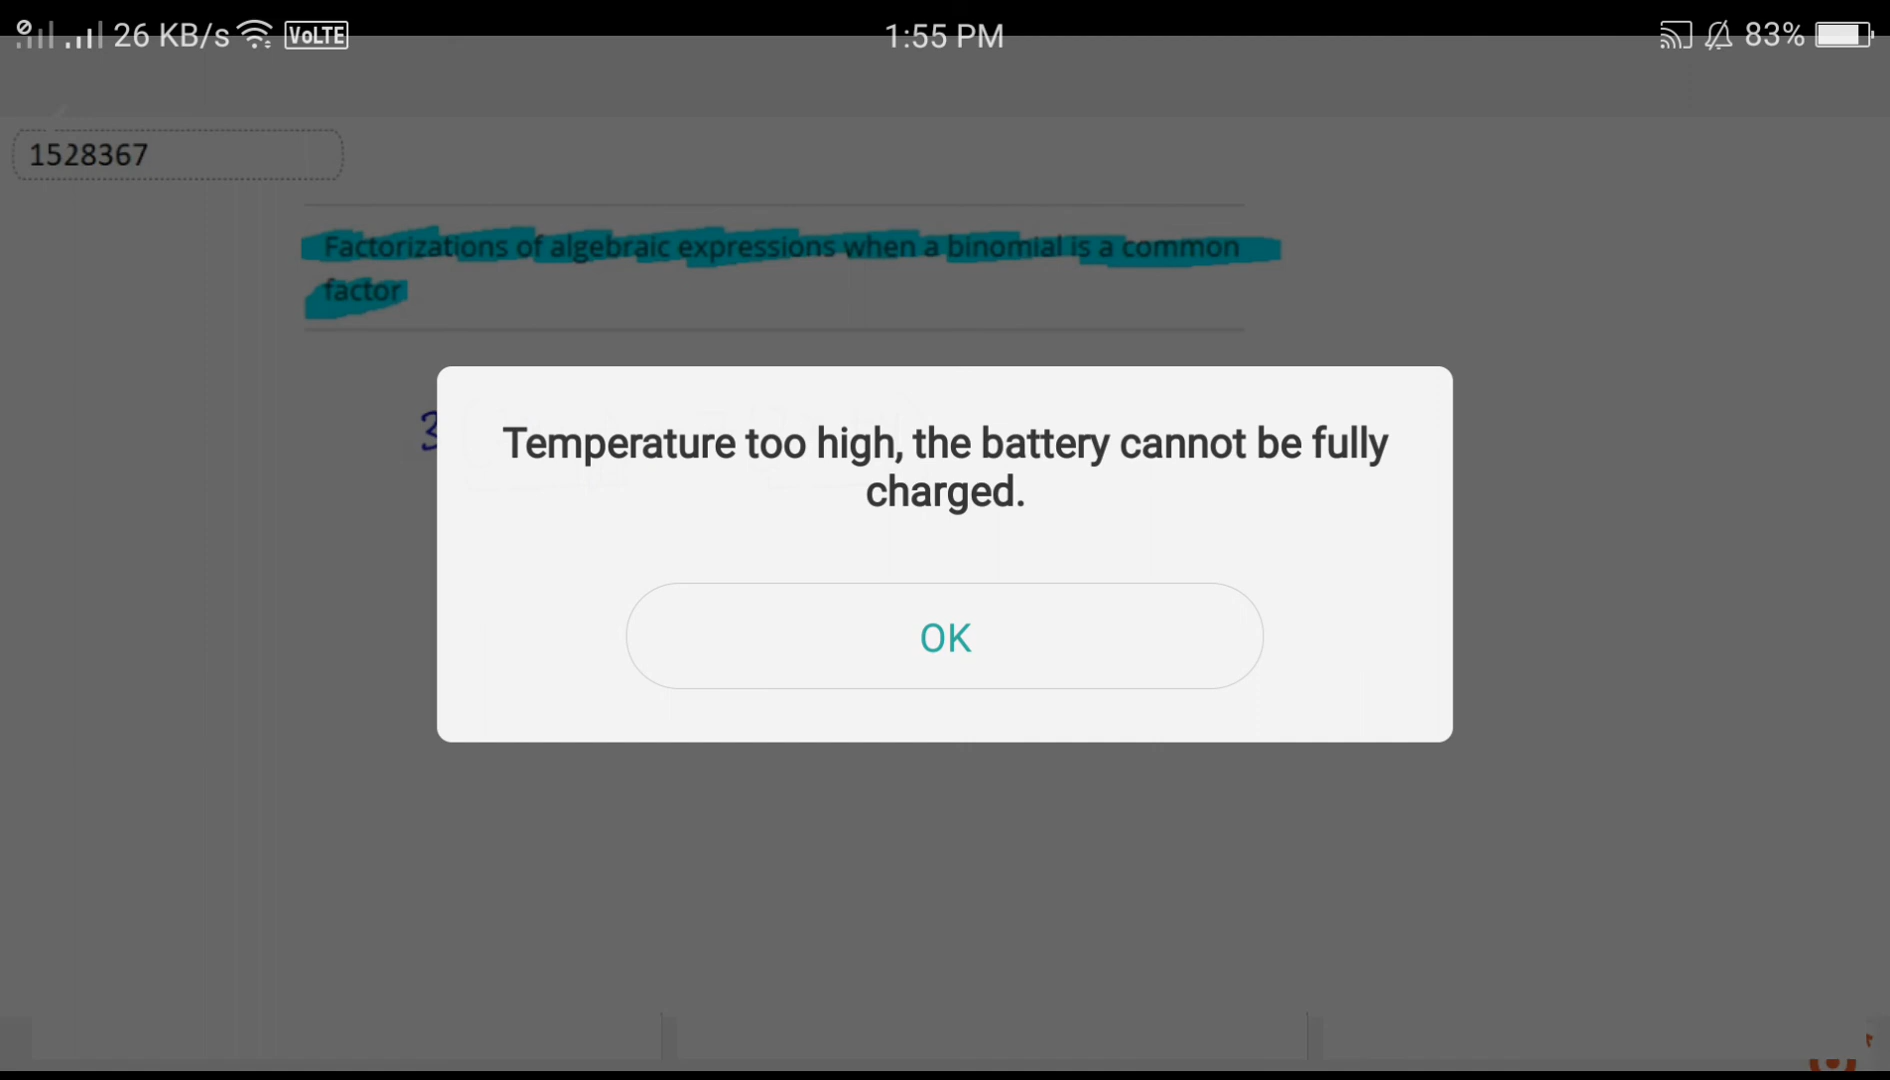 26 KB/s VoLTE 1:55 PM 83%
1528367
Factorizations of algebraic expressions when a binomial is a common
factor
3
Temperature too high, the battery cannot be fully
charged.
OK